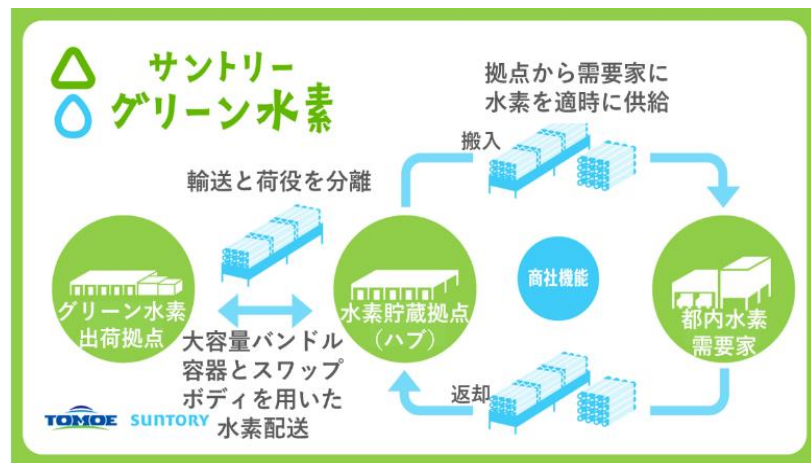 サントリー
グリーン水素
拠点から需要家に
水素を適時に供給
搬入
輸送と荷役を分離
グリーン水素
出荷拠点
水素貯蔵拠点
(ハブ)
商社機能
都内水素
需要家
大容量バンドル
容器とスワップ
ボディを用いた
水素配送
返却
TOMOE
SUNTORY